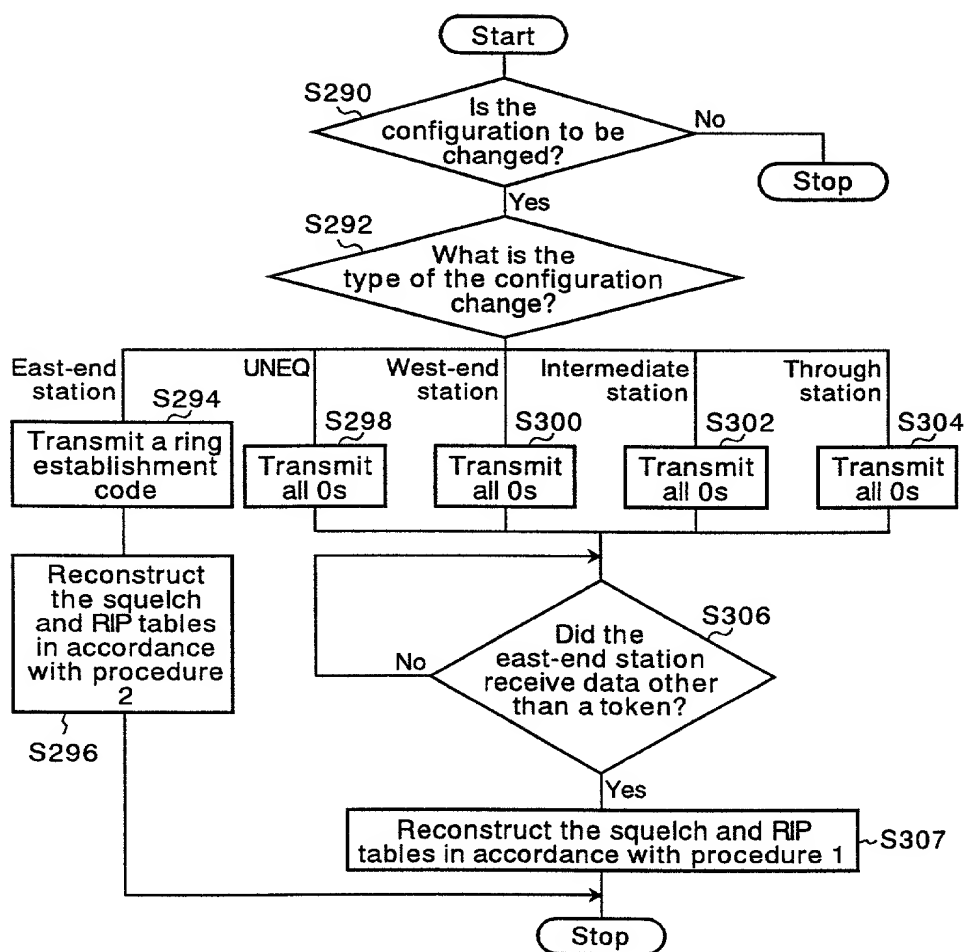 Start
S290
Is the
configuration to be
changed?
No
Stop
Yes
S292
What is the
type of the configuration
change?
East-end
station
UNEQ
West-end
station
Intermediate
station
Through
station
S294
Transmit a ring
establishment
code
S298
Transmit
all 0s
S300
Transmit
all 0s
S302
Transmit
all 0s
S304
Transmit
all 0s
Reconstruct
the squelch
and RIP tables
in accordance
with procedure
2
S296
S306
Did the
east-end station
receive data other
than a token?
No
Yes
Reconstruct the squelch and RIP
tables in accordance with procedure 1
S307
Stop